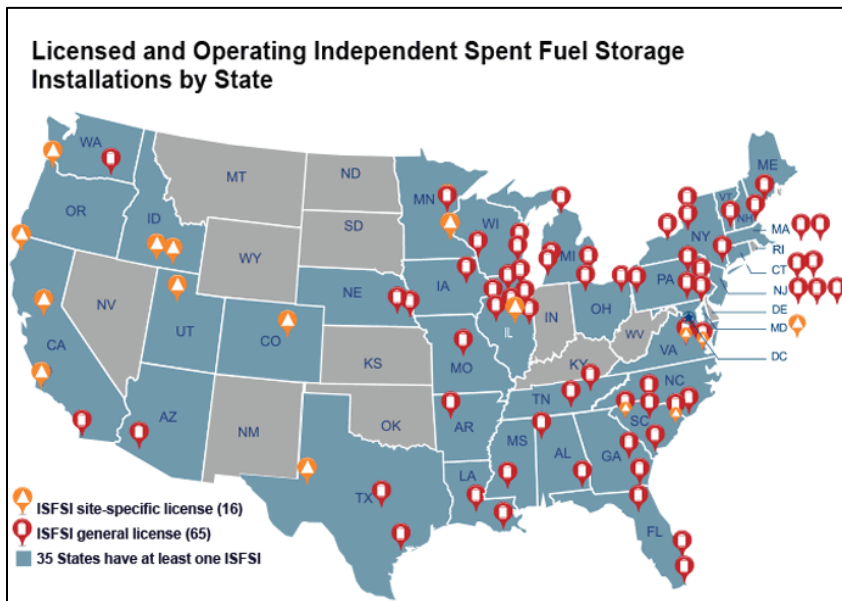 Licensed and Operating Independent Spent Fuel Storage
Installations by State
WA
MT
ND
MN
ME
OR
ID
SD
WI
VT
NH
NY
MA
RI
WY
MI
CT
IA
PA
NJ
NE
OH
DE
NV
UT
IL
IN
MD
CO
WV
VA
DC
CA
KS
MO
KY
NC
TN
AZ
NM
OK
AR
SC
MS
AL
GA
TX
LA
FL
ISFSI site-specific license (16)
ISFSI general license (65)
35 States have at least one ISFSI